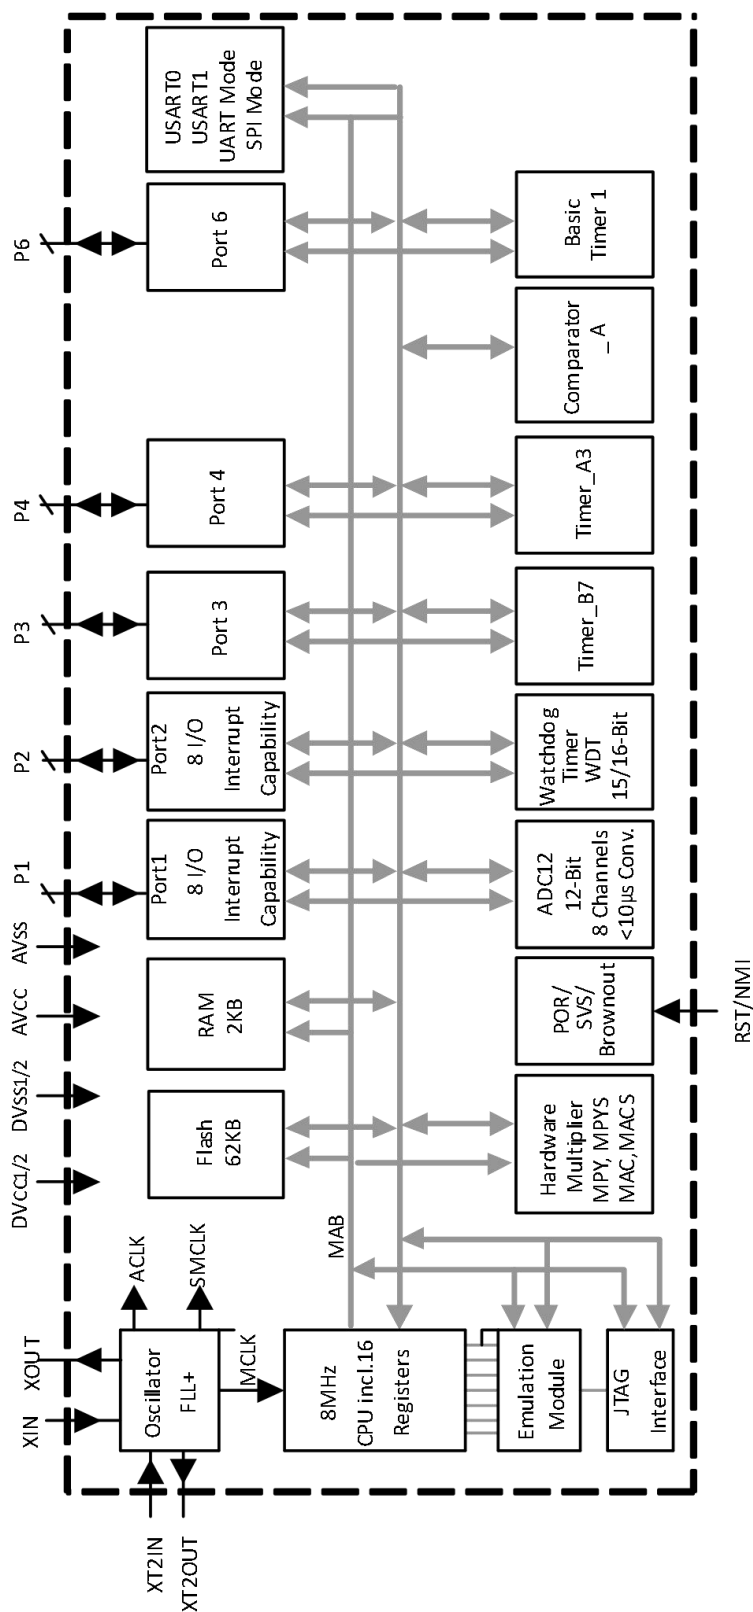 XIN
XOUT
DVCC1/2
DVSS1/2
AVCC
AVSS
P1
P2
P3
P4
P6
XT2IN
XT2OUT
Oscillator
FLL+
ACLK
SMCLK
MCLK
Flash
62KB
RAM
2KB
Port1
8 I/O
Interrupt
Capability
Port2
8 I/O
Interrupt
Capability
Port 3
Port 4
Port 6
USART0
USART1
UART Mode
SPI Mode
8MHz
CPU incl.16
Registers
MAB
Emulation
Module
JTAG
Interface
Hardware
Multiplier
MPY, MPYS
MAC,MACS
POR/
SVS/
Brownout
ADC12
12-Bit
8 Channels
<10µs Conv.
Watchdog
Timer
WDT
15/16-Bit
Timer_B7
Timer_A3
Comparator
_A
Basic
Timer 1
RST/NMI